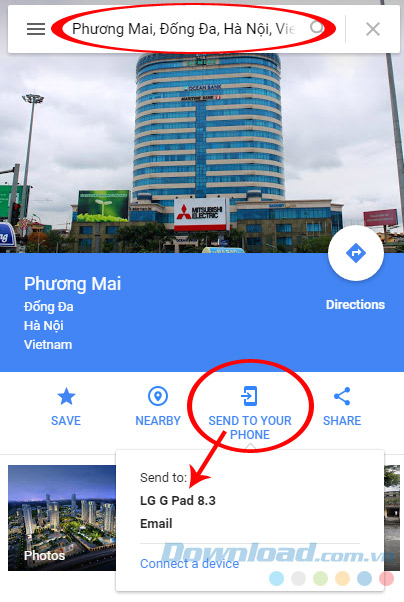 Phương Mai, Đống Đa, Hà Nội, Vie
OCEAN BANK
MARITIME BANK
MITSUBISHI
ELECTRIC
Phương Mai
Đống Đa
Hà Nội
Vietnam
Directions
SAVE
NEARBY
SEND TO YOUR
PHONE
SHARE
Send to:
LG G Pad 8.3
Email
Photos
Connect a device
Download.com.vn